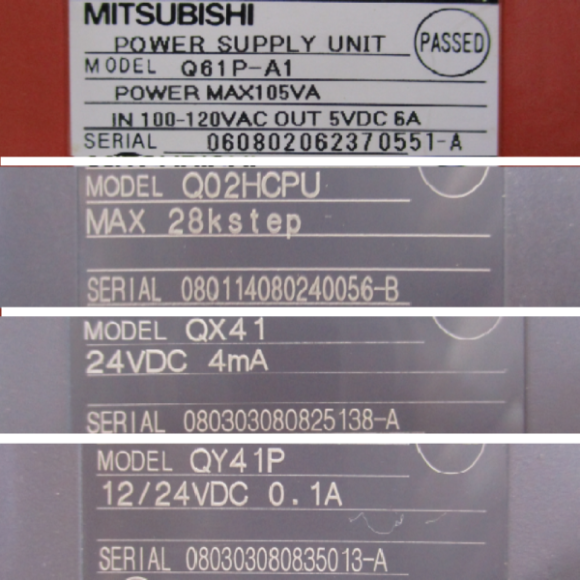 MITSUBISHI
POWER SUPPLY UNIT PASSED
MODEL Q61P-A1
POWER MAX105VA
IN 100-120VAC OUT 5VDC 6A
SERIAL 060802062370551-A
MODEL Q02HCPU
MAX 28kstep
SERIAL 080114080240056-B
MODEL QX41
24VDC 4mA
SERIAL 080303080825138-A
MODEL QY41P
12/24VDC 0.1A
SERIAL 080303080835013-A